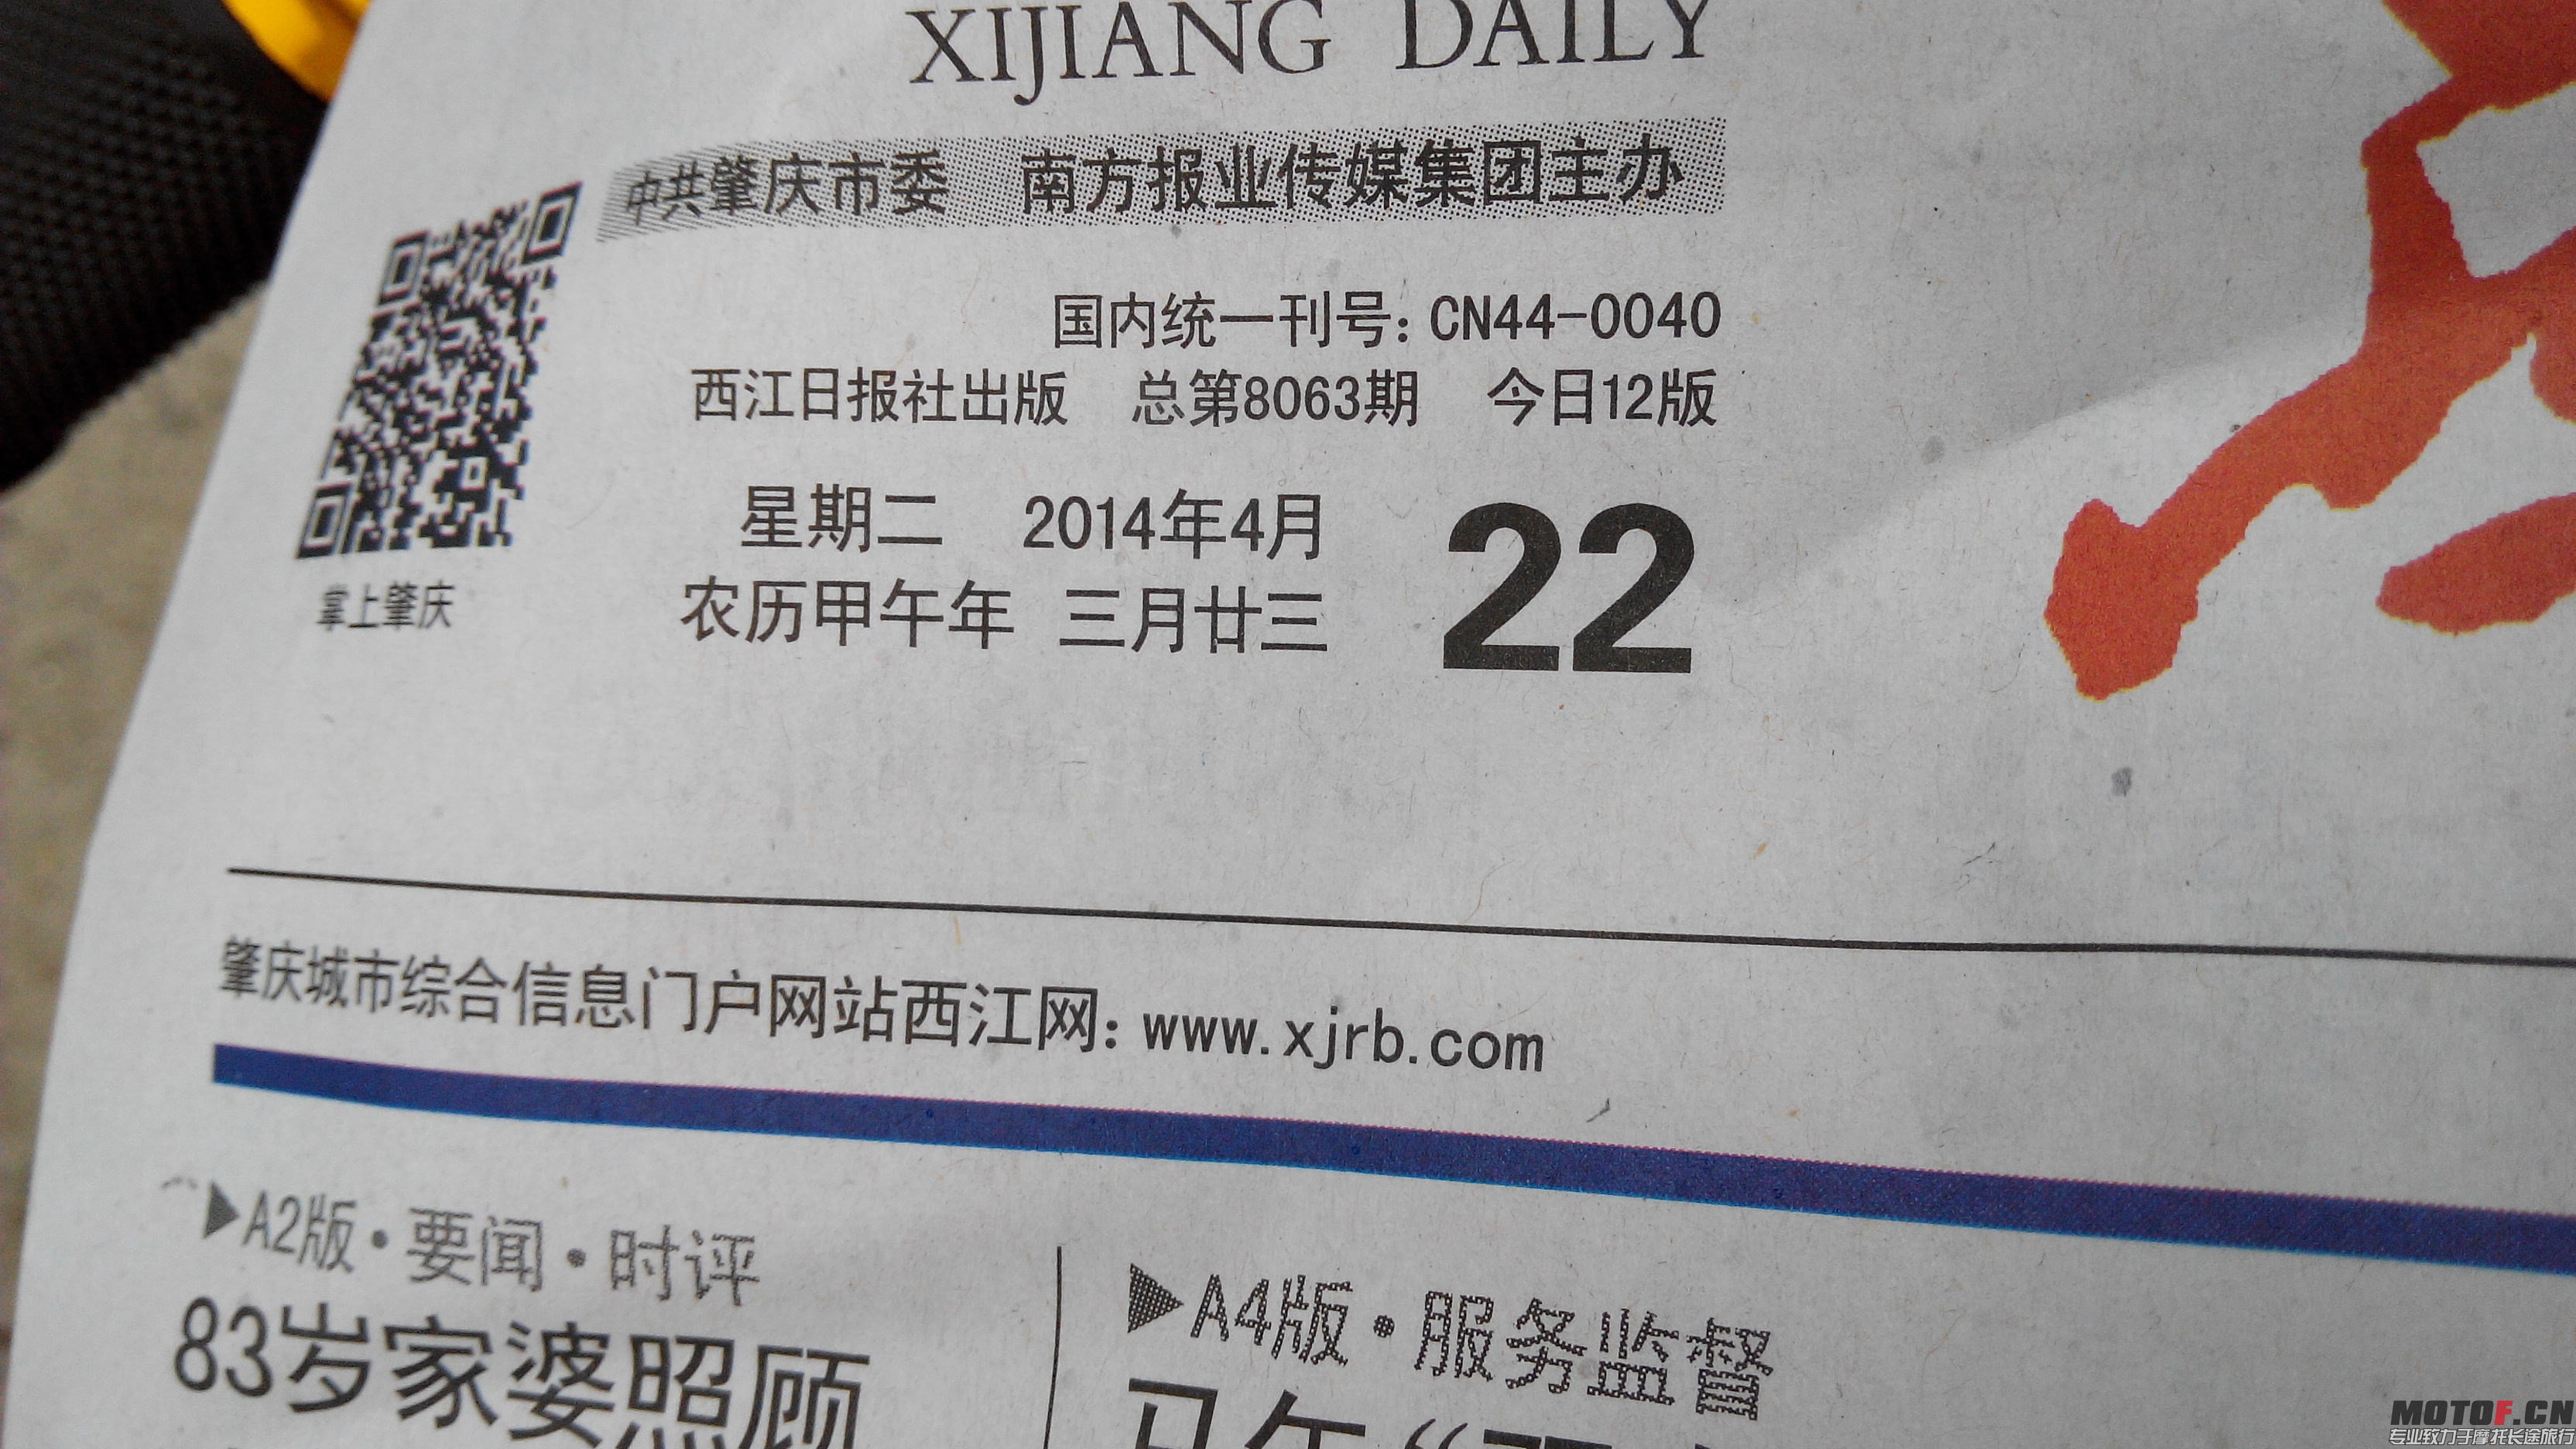 XIJIANG DAILY
中共肇庆市委 南方报业传媒集团主办
国内统一刊号：CN44-0040
西江日报社出版 总第8063期 今日12版
星期二 2014年4月 22
农历甲午年 三月廿三
掌上肇庆
肇庆城市综合信息门户网站西江网：www.xjrb.com
▶A2版·要闻·时评
83岁家婆照顾
▶A4版·服务监督
MOTOF.CN
专业致力于摩托长途旅行